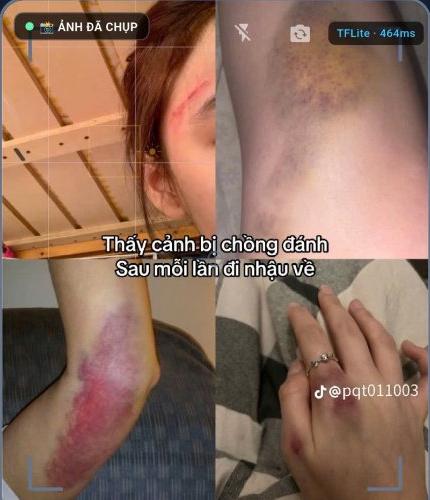 ẢNH ĐÃ CHỤP
TFLite · 464ms
Thấy cảnh bị chồng đánh
Sau mỗi lần đi nhậu về
@pqt011003